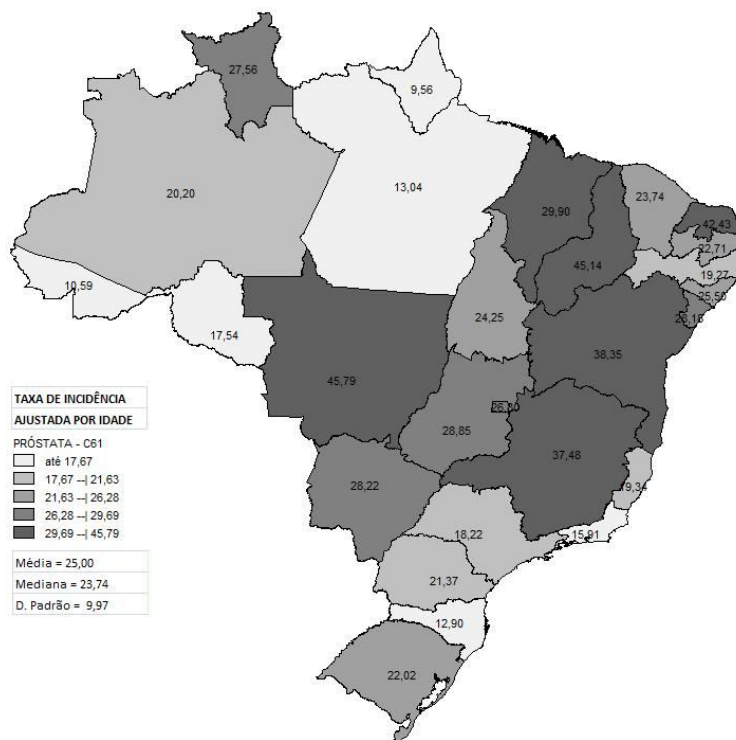 27,56
9,56
20,20
13,04
29,90
23,74
42,43
22,71
45,14
19,27
25,50
10,59
17,54
24,25
38,35
45,79
28,85
37,48
28,22
19,34
18,22
15,91
21,37
12,90
22,02
TAXA DE INCIDÊNCIA
AJUSTADA POR IDADE
PRÓSTATA - C61
até 17,67
17,67 --| 21,63
21,63 --| 26,28
26,28 --| 29,69
29,69 --| 45,79
Média = 25,00
Mediana = 23,74
D. Padrão = 9,97